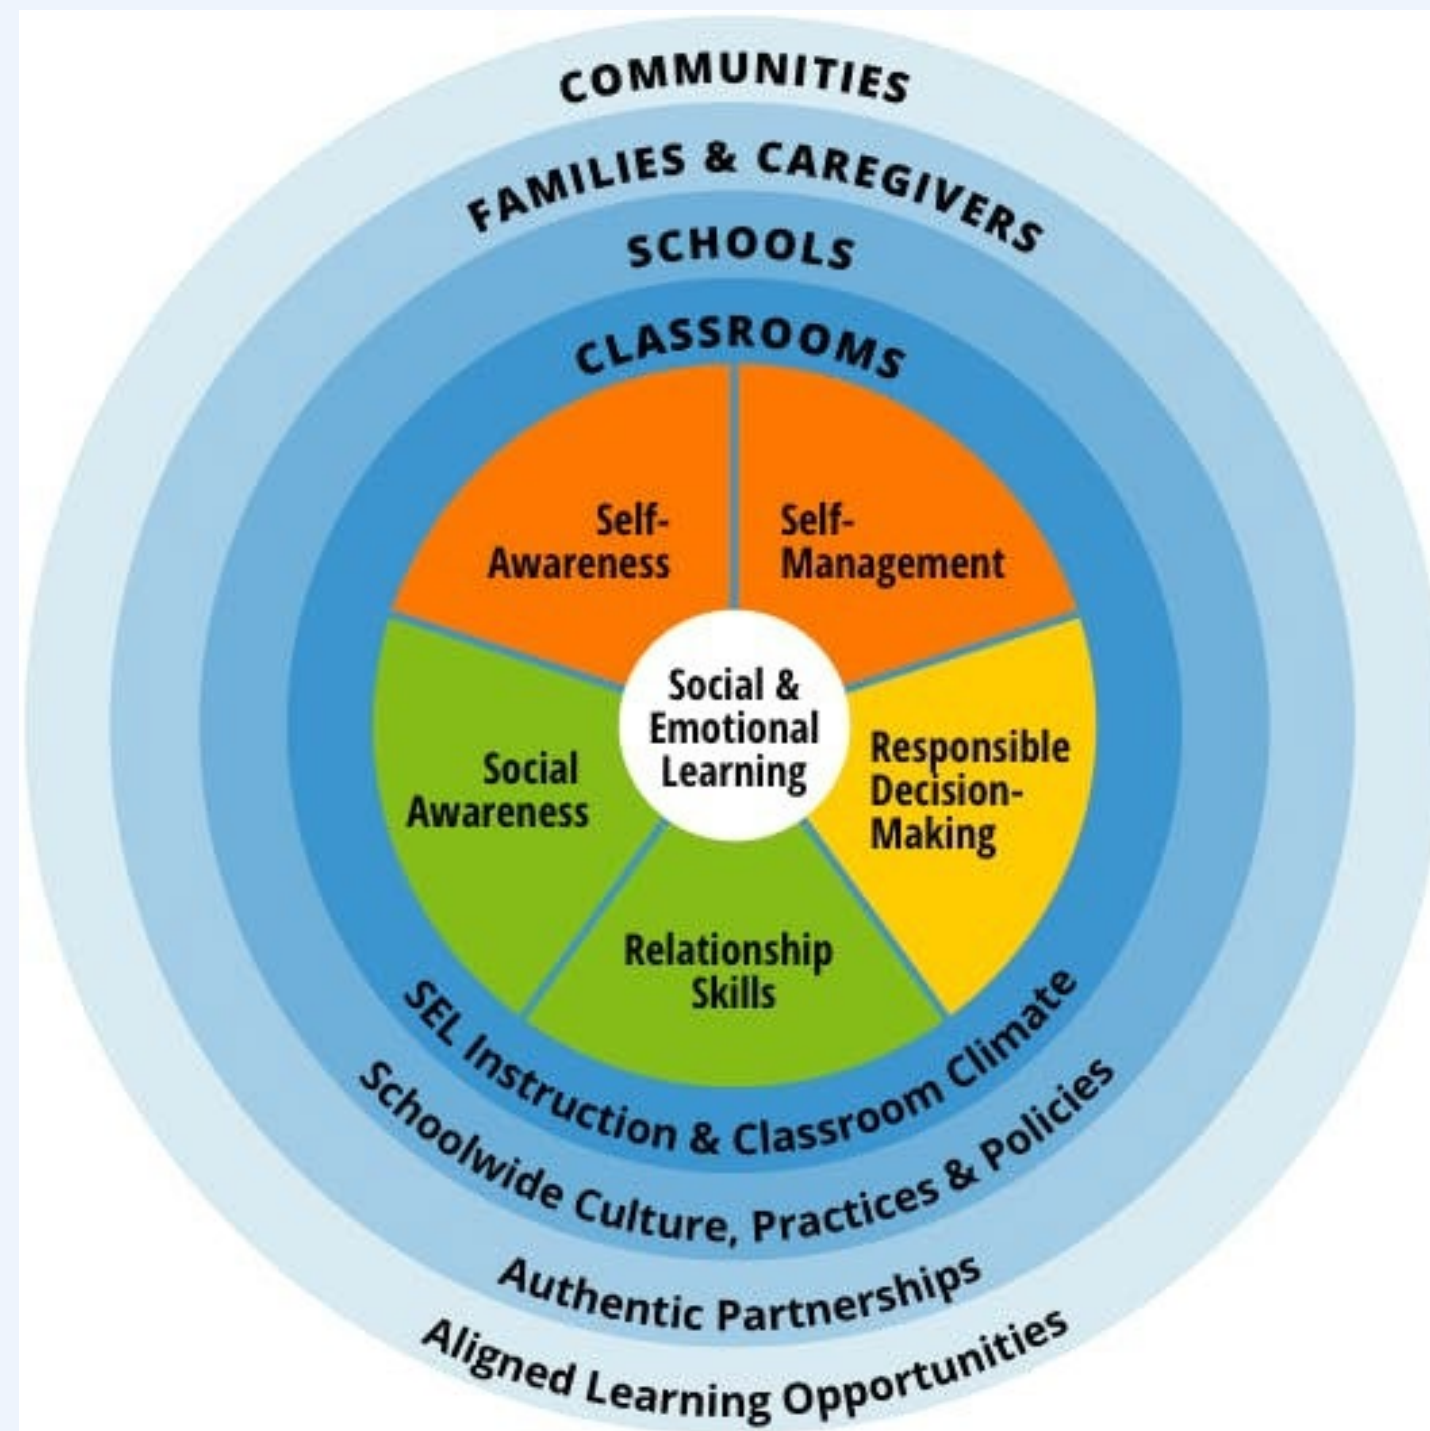 COMMUNITIES
FAMILIES & CAREGIVERS
SCHOOLS
CLASSROOMS
Self-
Awareness
Self-
Management
Social &
Emotional
Learning
Social
Awareness
Responsible
Decision-
Making
Relationship
Skills
SEL Instruction & Classroom Climate
Schoolwide Culture, Practices & Policies
Authentic Partnerships
Aligned Learning Opportunities